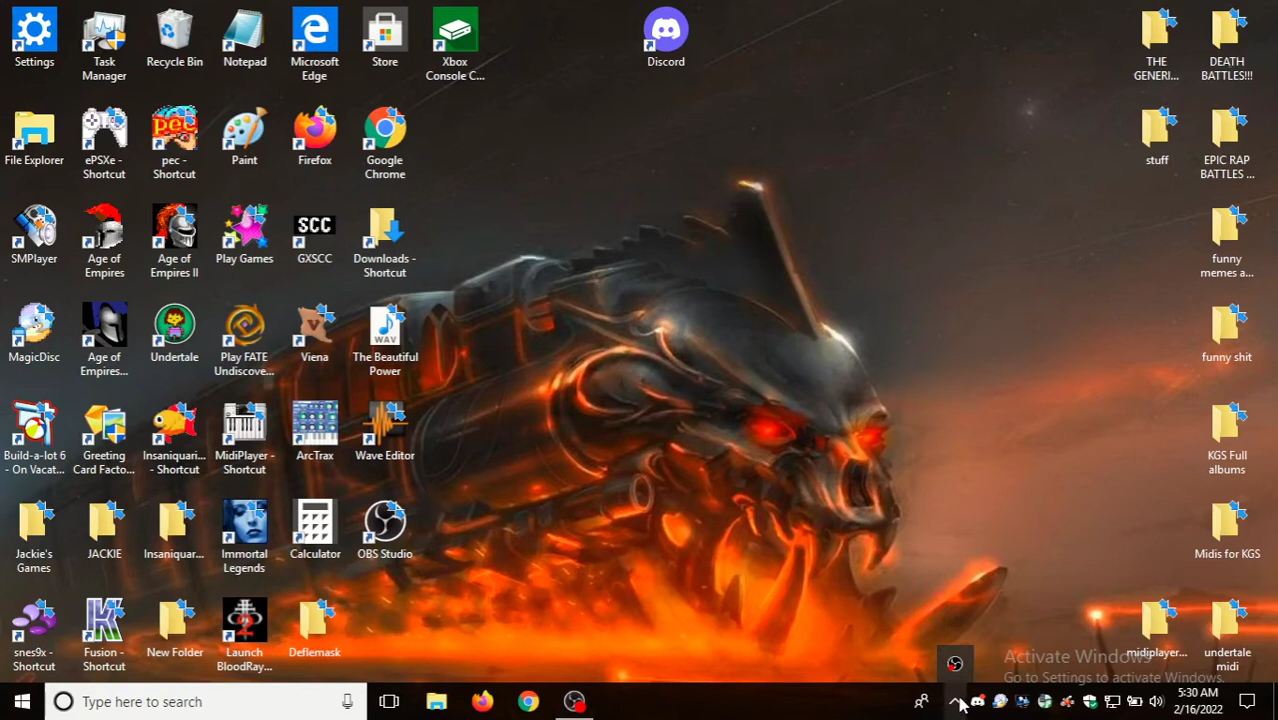 Settings
Task
Manager
Recycle Bin
Notepad
Microsoft
Edge
Store
Xbox
Console C...
Discord
THE
GENERI...
DEATH
BATTLES!!!
File Explorer
ePSXe -
Shortcut
pec
pec -
Shortcut
Paint
Firefox
Google
Chrome
stuff
EPIC RAP
BATTLES ...
SMPlayer
Age of
Empires
Age of
Empires II
Play Games
SCC
GXSCC
Downloads -
Shortcut
funny
memes a...
MagicDisc
Age of
Empires...
Undertale
Play FATE
Undiscove...
V
Viena
WAV
The Beautiful
Power
funny shit
Build-a-lot 6
- On Vacat...
Greeting
Card Facto...
Insaniquari...
- Shortcut
MidiPlayer -
Shortcut
ArcTrax
Wave Editor
KGS Full
albums
Jackie's
Games
JACKIE
Insaniquar...
Immortal
Legends
Calculator
OBS Studio
Midis for KGS
snes9x -
Shortcut
Fusion -
Shortcut
New Folder
2
Launch
BloodRay...
Deflemask
midiplayer...
undertale
midi
Activate Windows
Go to Settings to activate Windows.
Type here to search
5:30 AM
2/16/2022